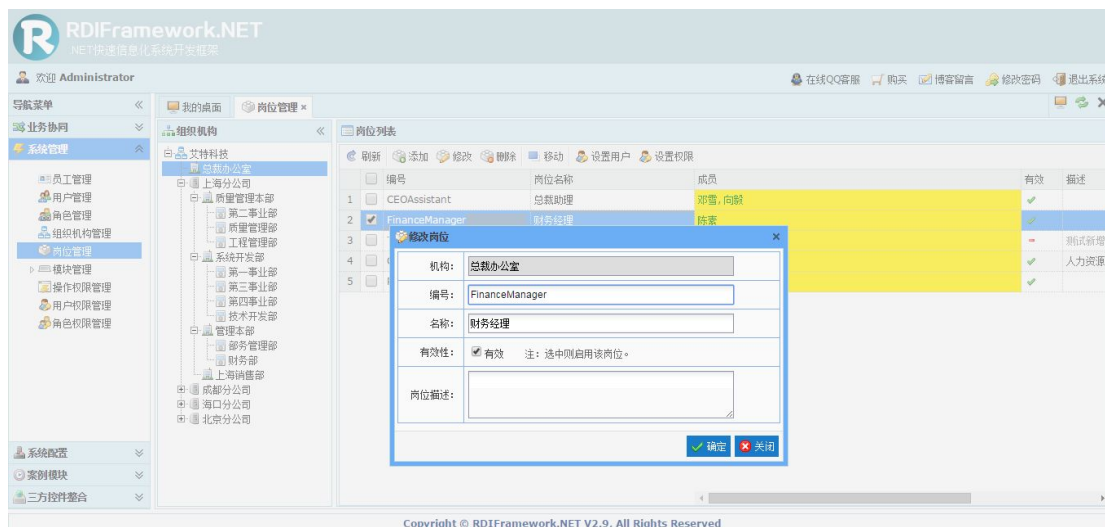 RDIFramework.NET
.NET快速信息化系统开发框架
欢迎 Administrator
在线QQ客服 购买 博客留言 修改密码 退出系统
导航菜单
业务协同
系统管理
员工管理
用户管理
角色管理
组织机构管理
岗位管理
模块管理
操作权限管理
用户权限管理
角色权限管理
系统配置
案例模块
三方控件整合
我的桌面 岗位管理
组织机构
艾特科技
总裁办公室
上海分公司
质量管理本部
第二事业部
质量管理部
工程管理部
系统开发部
第一事业部
第三事业部
第四事业部
技术开发部
管理本部
部务管理部
财务部
上海销售部
成都分公司
海口分公司
北京分公司
岗位列表
刷新 添加 修改 删除 移动 设置用户 设置权限
编号 岗位名称 成员 有效 描述
1 CEOAssistant 总裁助理 邓雪,向毅
2 FinanceManager 财务经理 陈素
3 测试新增
4 人力资源
5
修改岗位
机构: 总裁办公室
编号: FinanceManager
名称: 财务经理
有效性: 有效 注: 选中则启用该岗位。
岗位描述:
确定 关闭
Copyright © RDIFramework.NET V2.9. All Rights Reserved